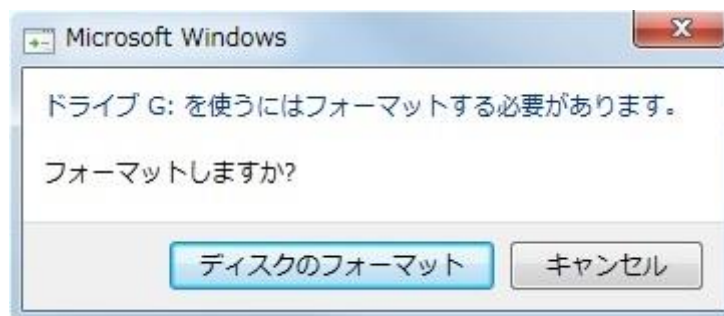 Microsoft Windows
ドライブ G: を使うにはフォーマットする必要があります。
フォーマットしますか?
ディスクのフォーマット
キャンセル